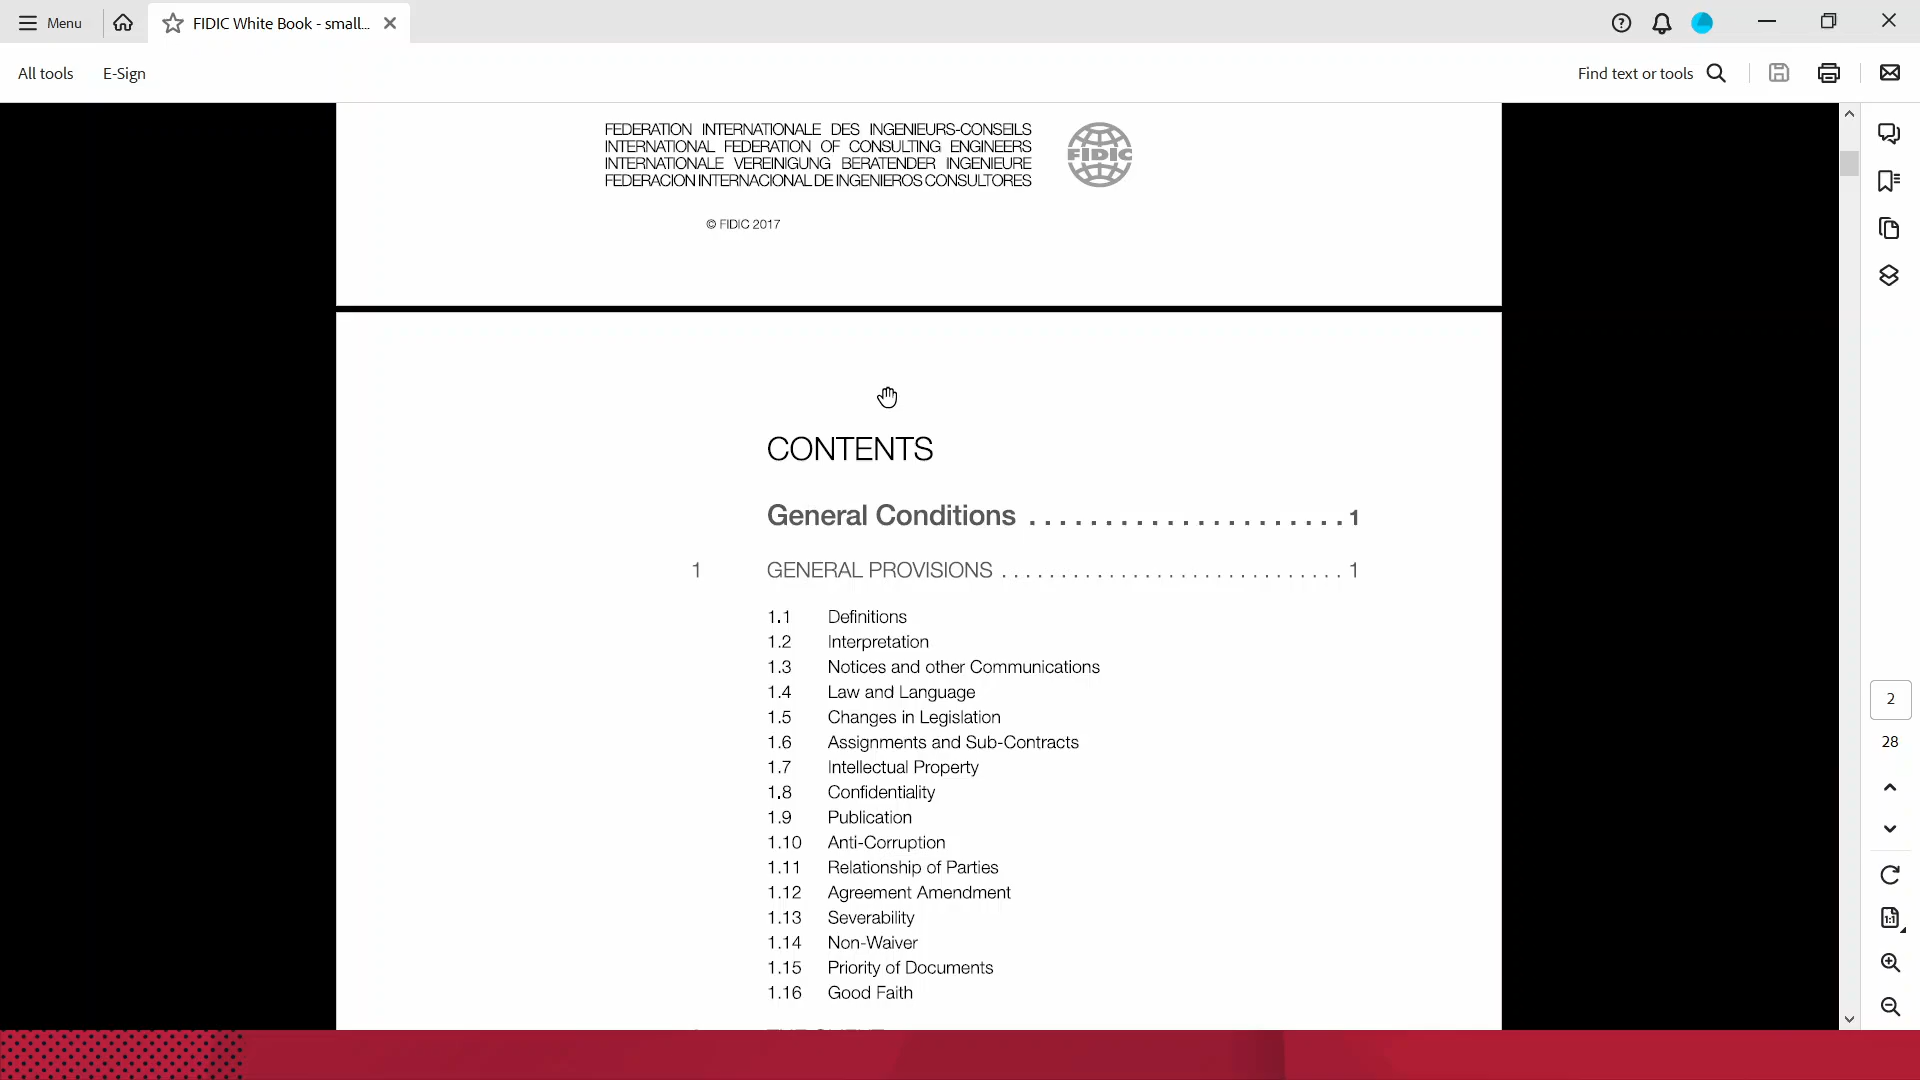 Menu
FIDIC White Book - small...
All tools
E-Sign
Find text or tools
FEDERATION INTERNATIONALE DES INGENIEURS-CONSEILS
INTERNATIONAL FEDERATION OF CONSULTING ENGINEERS
INTERNATIONALE VEREINIGUNG BERATENDER INGENIEURE
FEDERACION INTERNACIONAL DE INGENIEROS CONSULTORES
FIDIC
© FIDIC 2017
CONTENTS
General Conditions . . . . . . . . . . . . . . . . . . . . . 1
1 GENERAL PROVISIONS . . . . . . . . . . . . . . . . . . . . . . . . . . . . . 1
1.1 Definitions
1.2 Interpretation
1.3 Notices and other Communications
1.4 Law and Language
1.5 Changes in Legislation
1.6 Assignments and Sub-Contracts
1.7 Intellectual Property
1.8 Confidentiality
1.9 Publication
1.10 Anti-Corruption
1.11 Relationship of Parties
1.12 Agreement Amendment
1.13 Severability
1.14 Non-Waiver
1.15 Priority of Documents
1.16 Good Faith
2
28
1:1